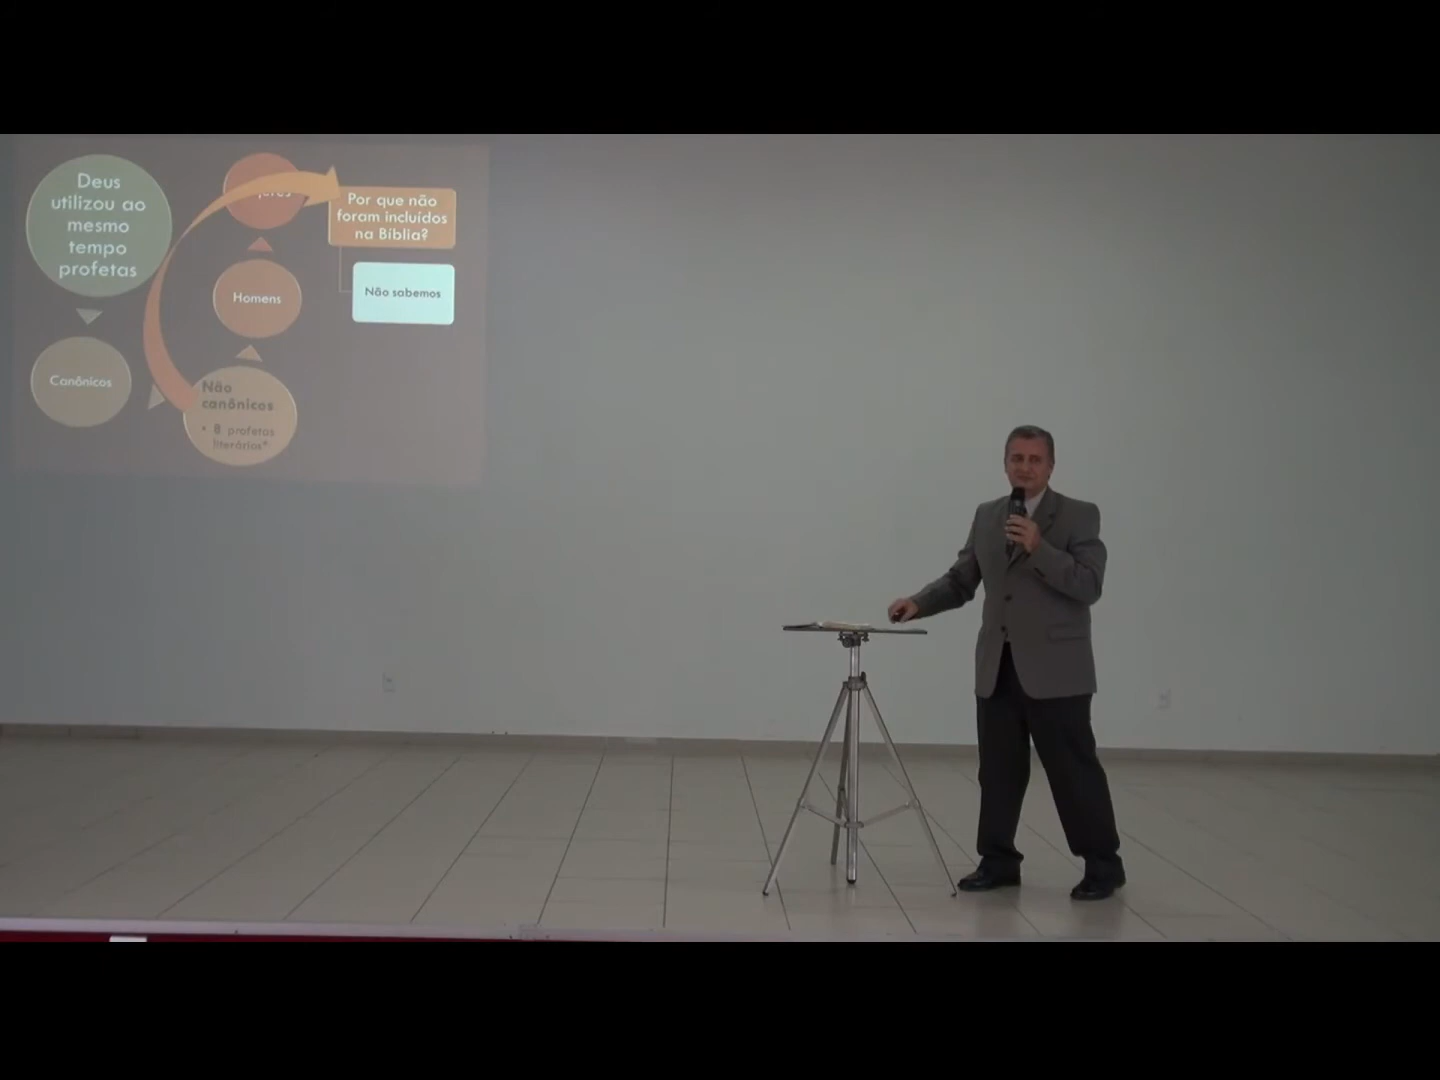 Deus
utilizou ao
mesmo
tempo
profetas
Canônicos
Não
canônicos
• 8 profetas
literários*
Homens
Por que não
foram incluídos
na Bíblia?
Não sabemos